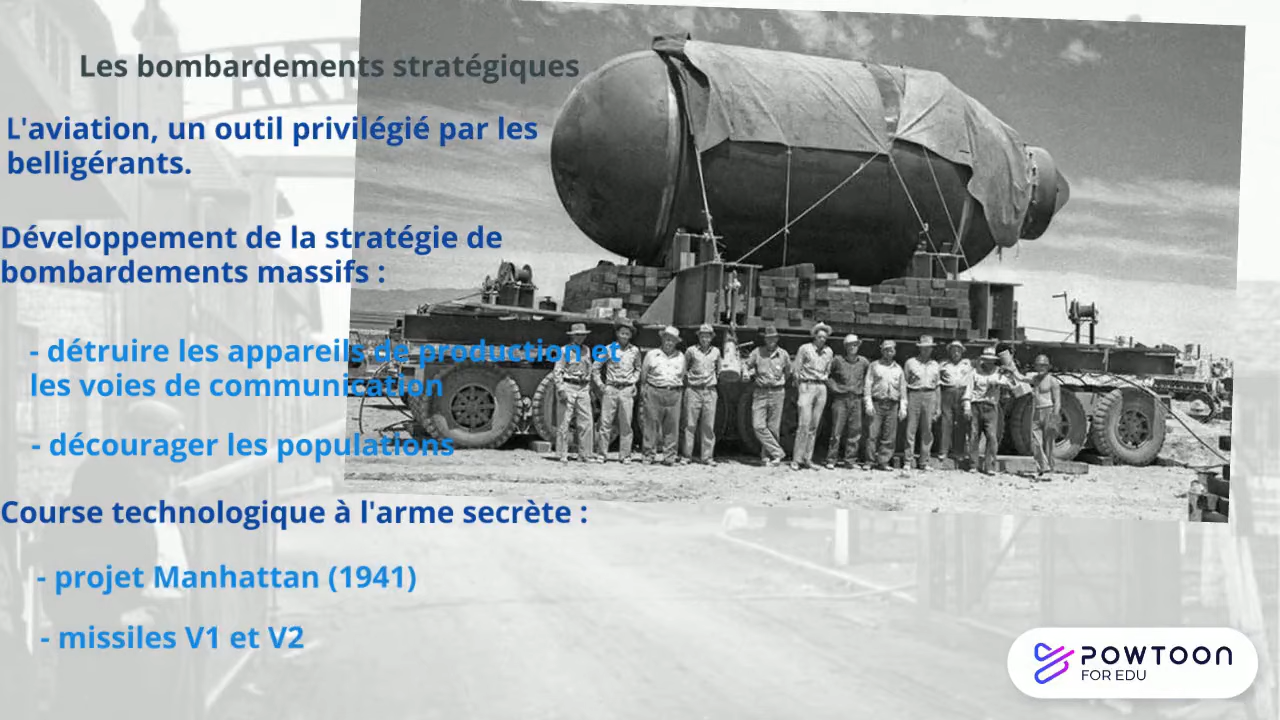 Les bombardements stratégiques
L'aviation, un outil privilégié par les
belligérants.
Développement de la stratégie de
bombardements massifs :
- détruire les appareils de production et
les voies de communication
- décourager les populations
Course technologique à l'arme secrète :
- projet Manhattan (1941)
- missiles V1 et V2
POWTOON
FOR EDU